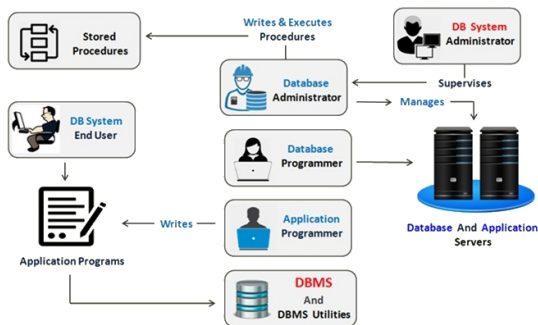 Stored
Procedures
Writes & Executes
Procedures
DB System
Administrator
Supervises
Database
Administrator
Manages
DB System
End User
Database
Programmer
Application
Programmer
Writes
Application Programs
Database And Application
Servers
DBMS
And
DBMS Utilities